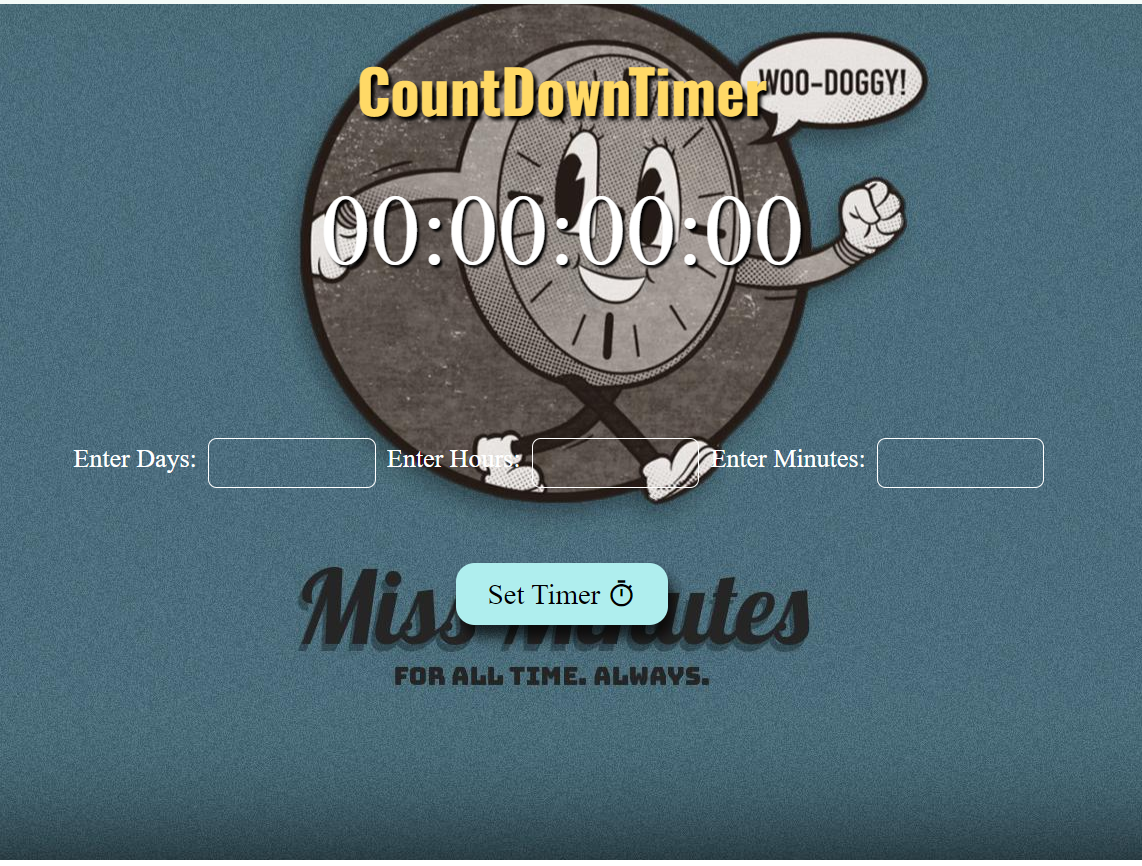 CountDownTimer
WOO-DOGGY!
00:00:00:00
Enter Days: Enter Hours: Enter Minutes:
Set Timer
Miss Minutes
FOR ALL TIME. ALWAYS.